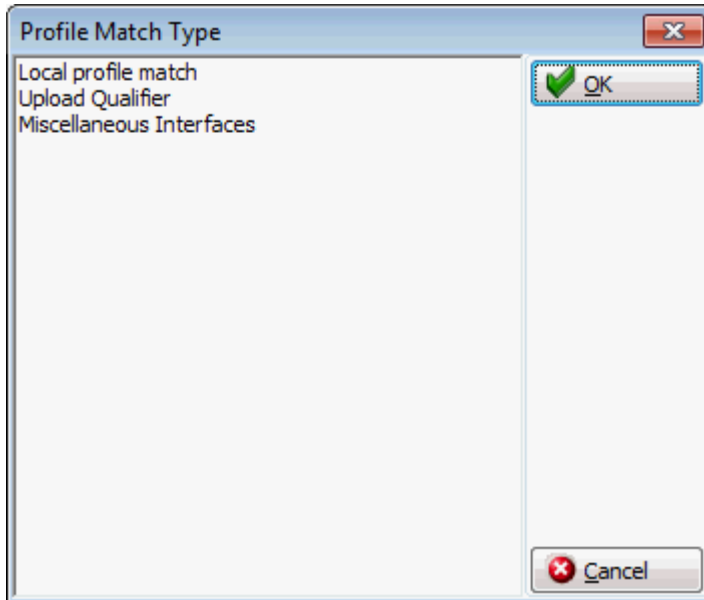 Profile Match Type
Local profile match
OK
Upload Qualifier
Miscellaneous Interfaces
Cancel